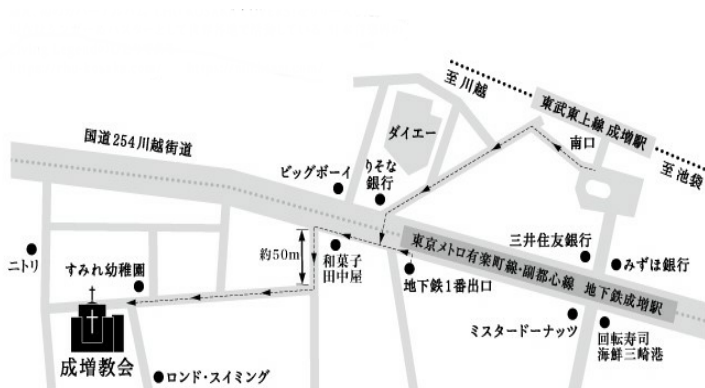 至川越
東武東上線 成増駅
南口
至池袋
ダイエー
国道254川越街道
ビッグボーイ
りそな
銀行
東京メトロ有楽町線・副都心線 地下鉄成増駅
三井住友銀行
みずほ銀行
ニトリ
すみれ幼稚園
約50m
和菓子
田中屋
地下鉄1番出口
ミスタードーナッツ
回転寿司
海鮮三崎港
成増教会
ロンド・スイミング